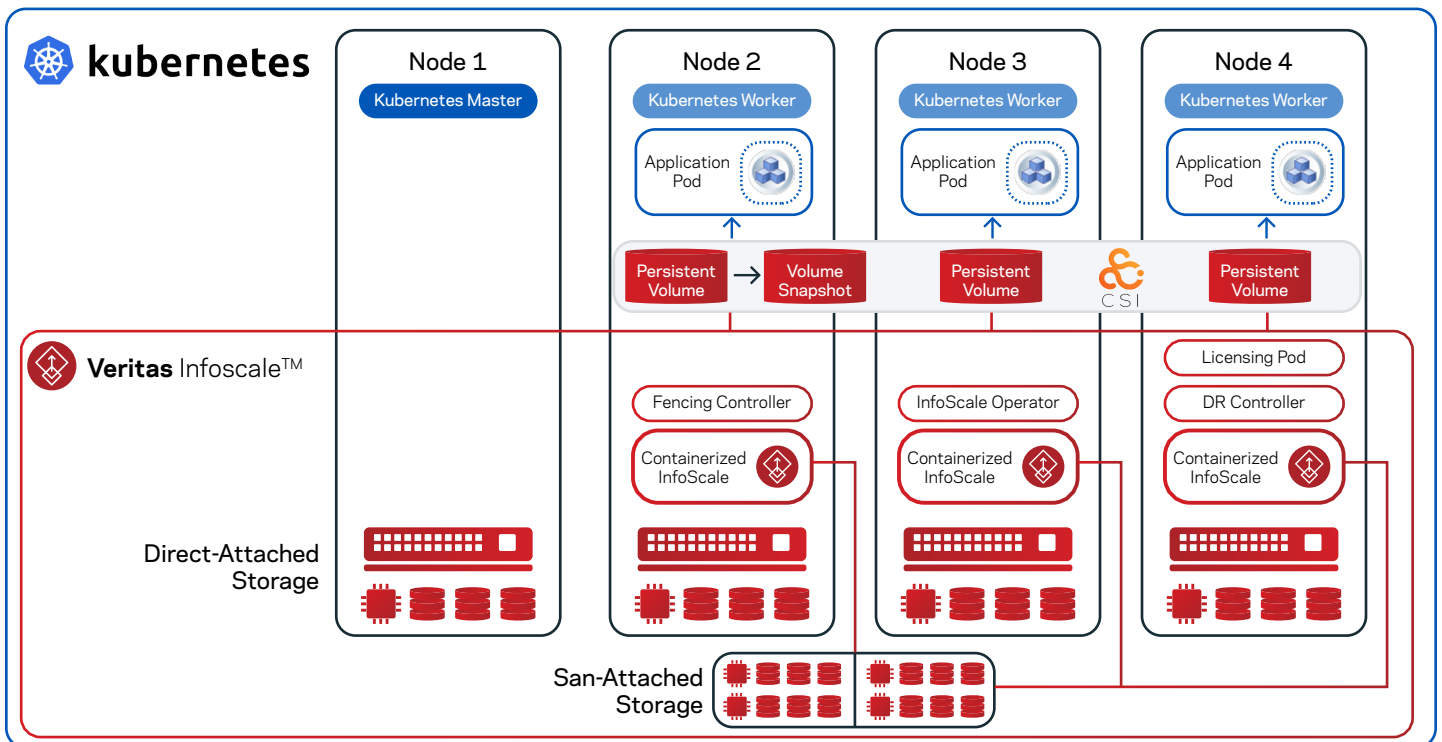 kubernetes
Node 1
Kubernetes Master
Node 2
Kubernetes Worker
Application
Pod
Node 3
Kubernetes Worker
Application
Pod
Node 4
Kubernetes Worker
Application
Pod
Persistent
Volume
Volume
Snapshot
Persistent
Volume
CSI
Persistent
Volume
Veritas Infoscale™
Fencing Controller
Containerized
InfoScale
InfoScale Operator
Containerized
InfoScale
Licensing Pod
DR Controller
Containerized
InfoScale
Direct-Attached
Storage
San-Attached
Storage